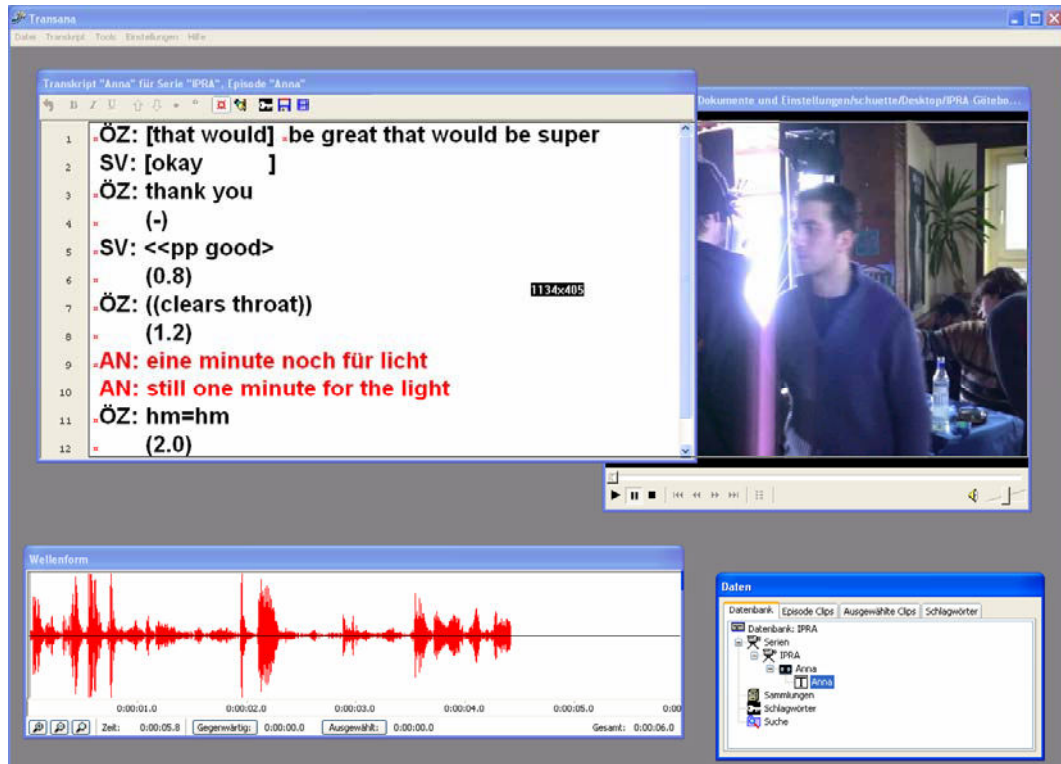 Transana
Datei Transkript Tools Einstellungen Hilfe
Transkript "Anna" für Serie "IPRA", Episode "Anna"
B I U
1 ÖZ: [that would] be great that would be super
2 SV: [okay ]
3 ÖZ: thank you
4 (-)
5 SV: <<pp good>
6 (0.8)
7 ÖZ: ((clears throat))
8 (1.2)
9 AN: eine minute noch für licht
10 AN: still one minute for the light
11 ÖZ: hm=hm
12 (2.0)
1134x405
Dokumente und Einstellungen/schuette/Desktop/IPRA Götebo...
Wellenform
0:00:01.0 0:00:02.0 0:00:03.0 0:00:04.0 0:00:05.0 0:00
Zeit: 0:00:05.8 Gegenwärtig: 0:00:00.0 Ausgewählt: 0:00:00.0 Gesamt: 0:00:06.0
Daten
Datenbank Episode Clips Ausgewählte Clips Schlagwörter
Datenbank: IPRA
Serien
IPRA
Anna
Anna
Sammlungen
Schlagwörter
Suche